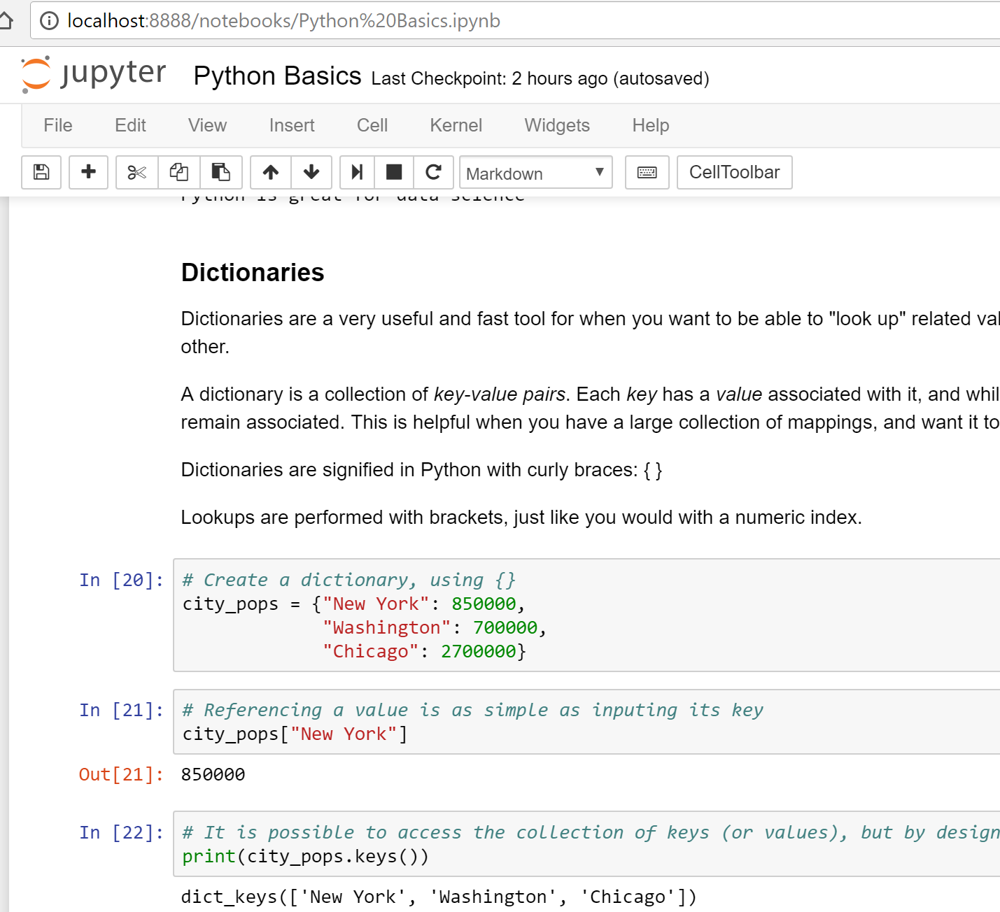 localhost:8888/notebooks/Python%20Basics.ipynb
jupyter Python Basics Last Checkpoint: 2 hours ago (autosaved)
File Edit View Insert Cell Kernel Widgets Help
Markdown CellToolbar
Python is great for data science
Dictionaries
Dictionaries are a very useful and fast tool for when you want to be able to "look up" related val
other.
A dictionary is a collection of key-value pairs. Each key has a value associated with it, and whil
remain associated. This is helpful when you have a large collection of mappings, and want it to
Dictionaries are signified in Python with curly braces: { }
Lookups are performed with brackets, just like you would with a numeric index.
In [20]: # Create a dictionary, using {}
city_pops = {"New York": 850000,
"Washington": 700000,
"Chicago": 2700000}
In [21]: # Referencing a value is as simple as inputing its key
city_pops["New York"]
Out[21]: 850000
In [22]: # It is possible to access the collection of keys (or values), but by design
print(city_pops.keys())
dict_keys(['New York', 'Washington', 'Chicago'])